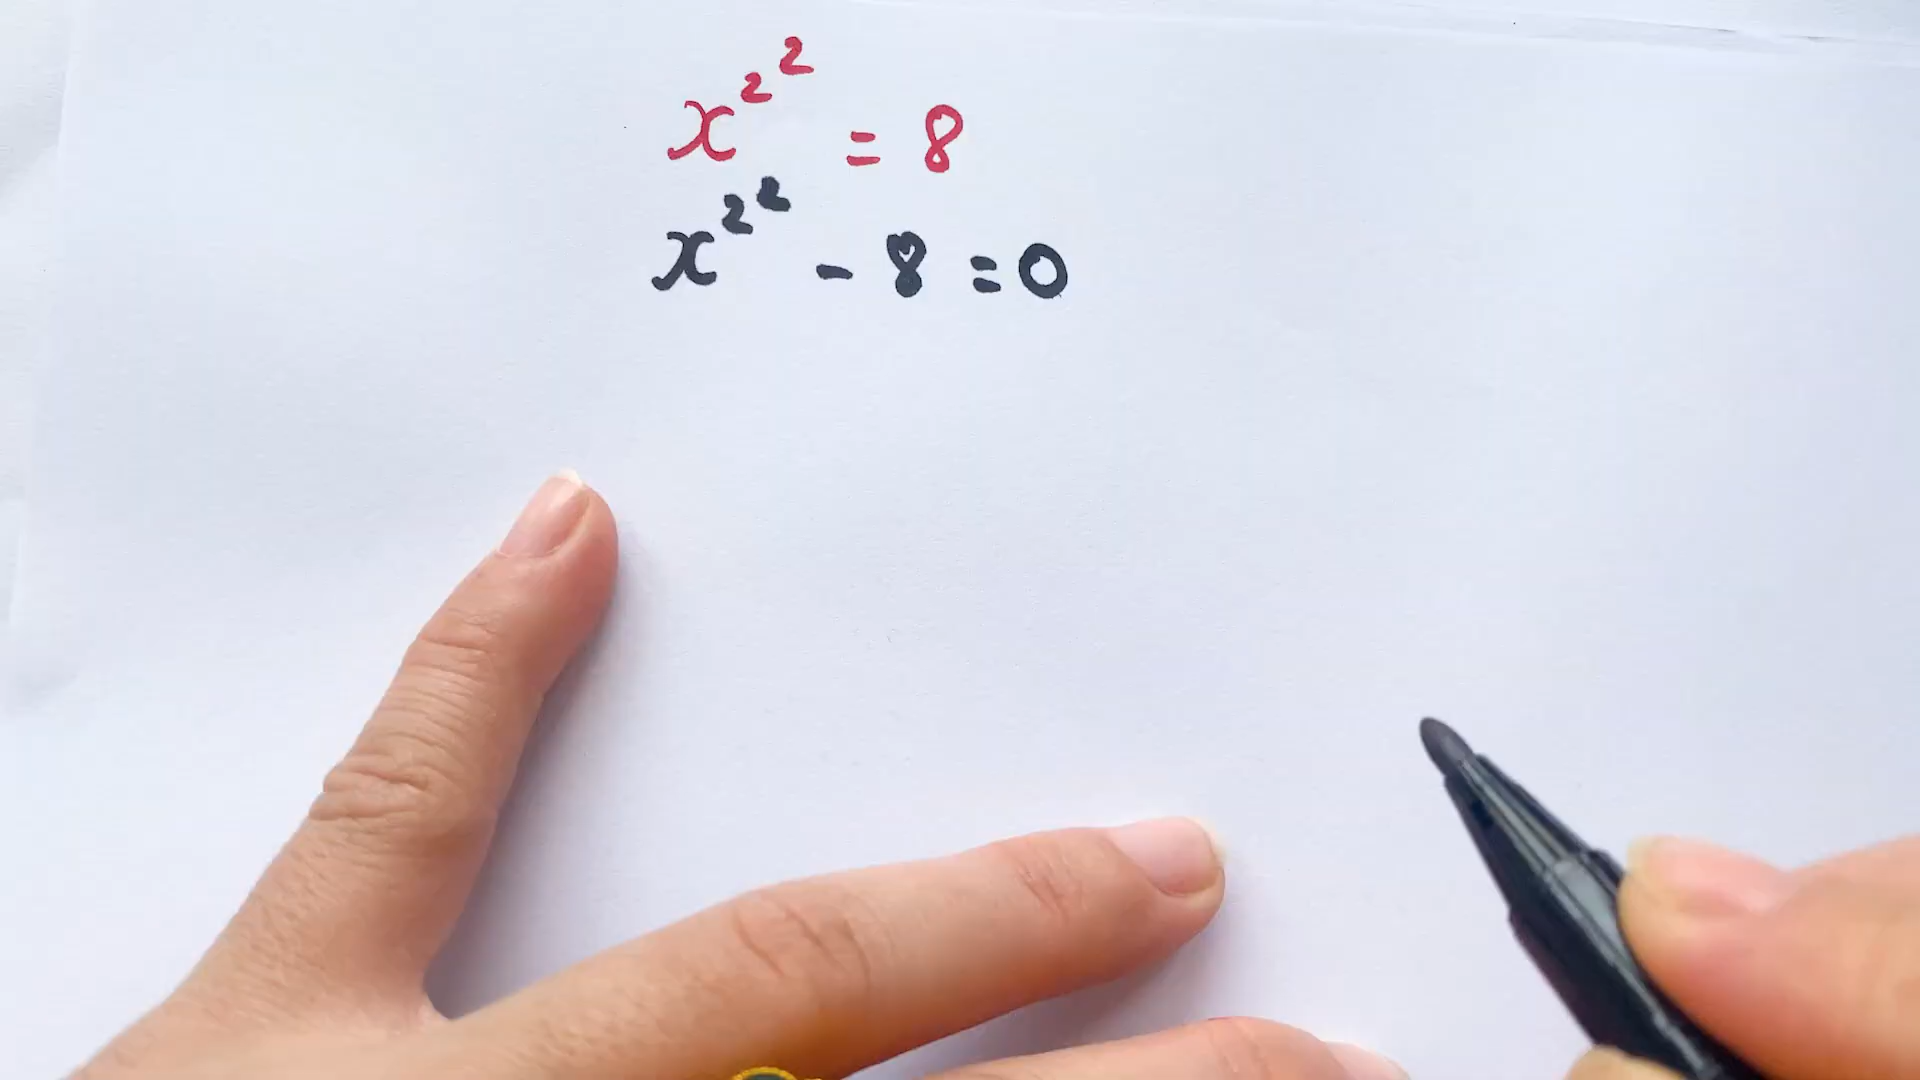 x^2^2 = 8
x^2^2 - 8 = 0